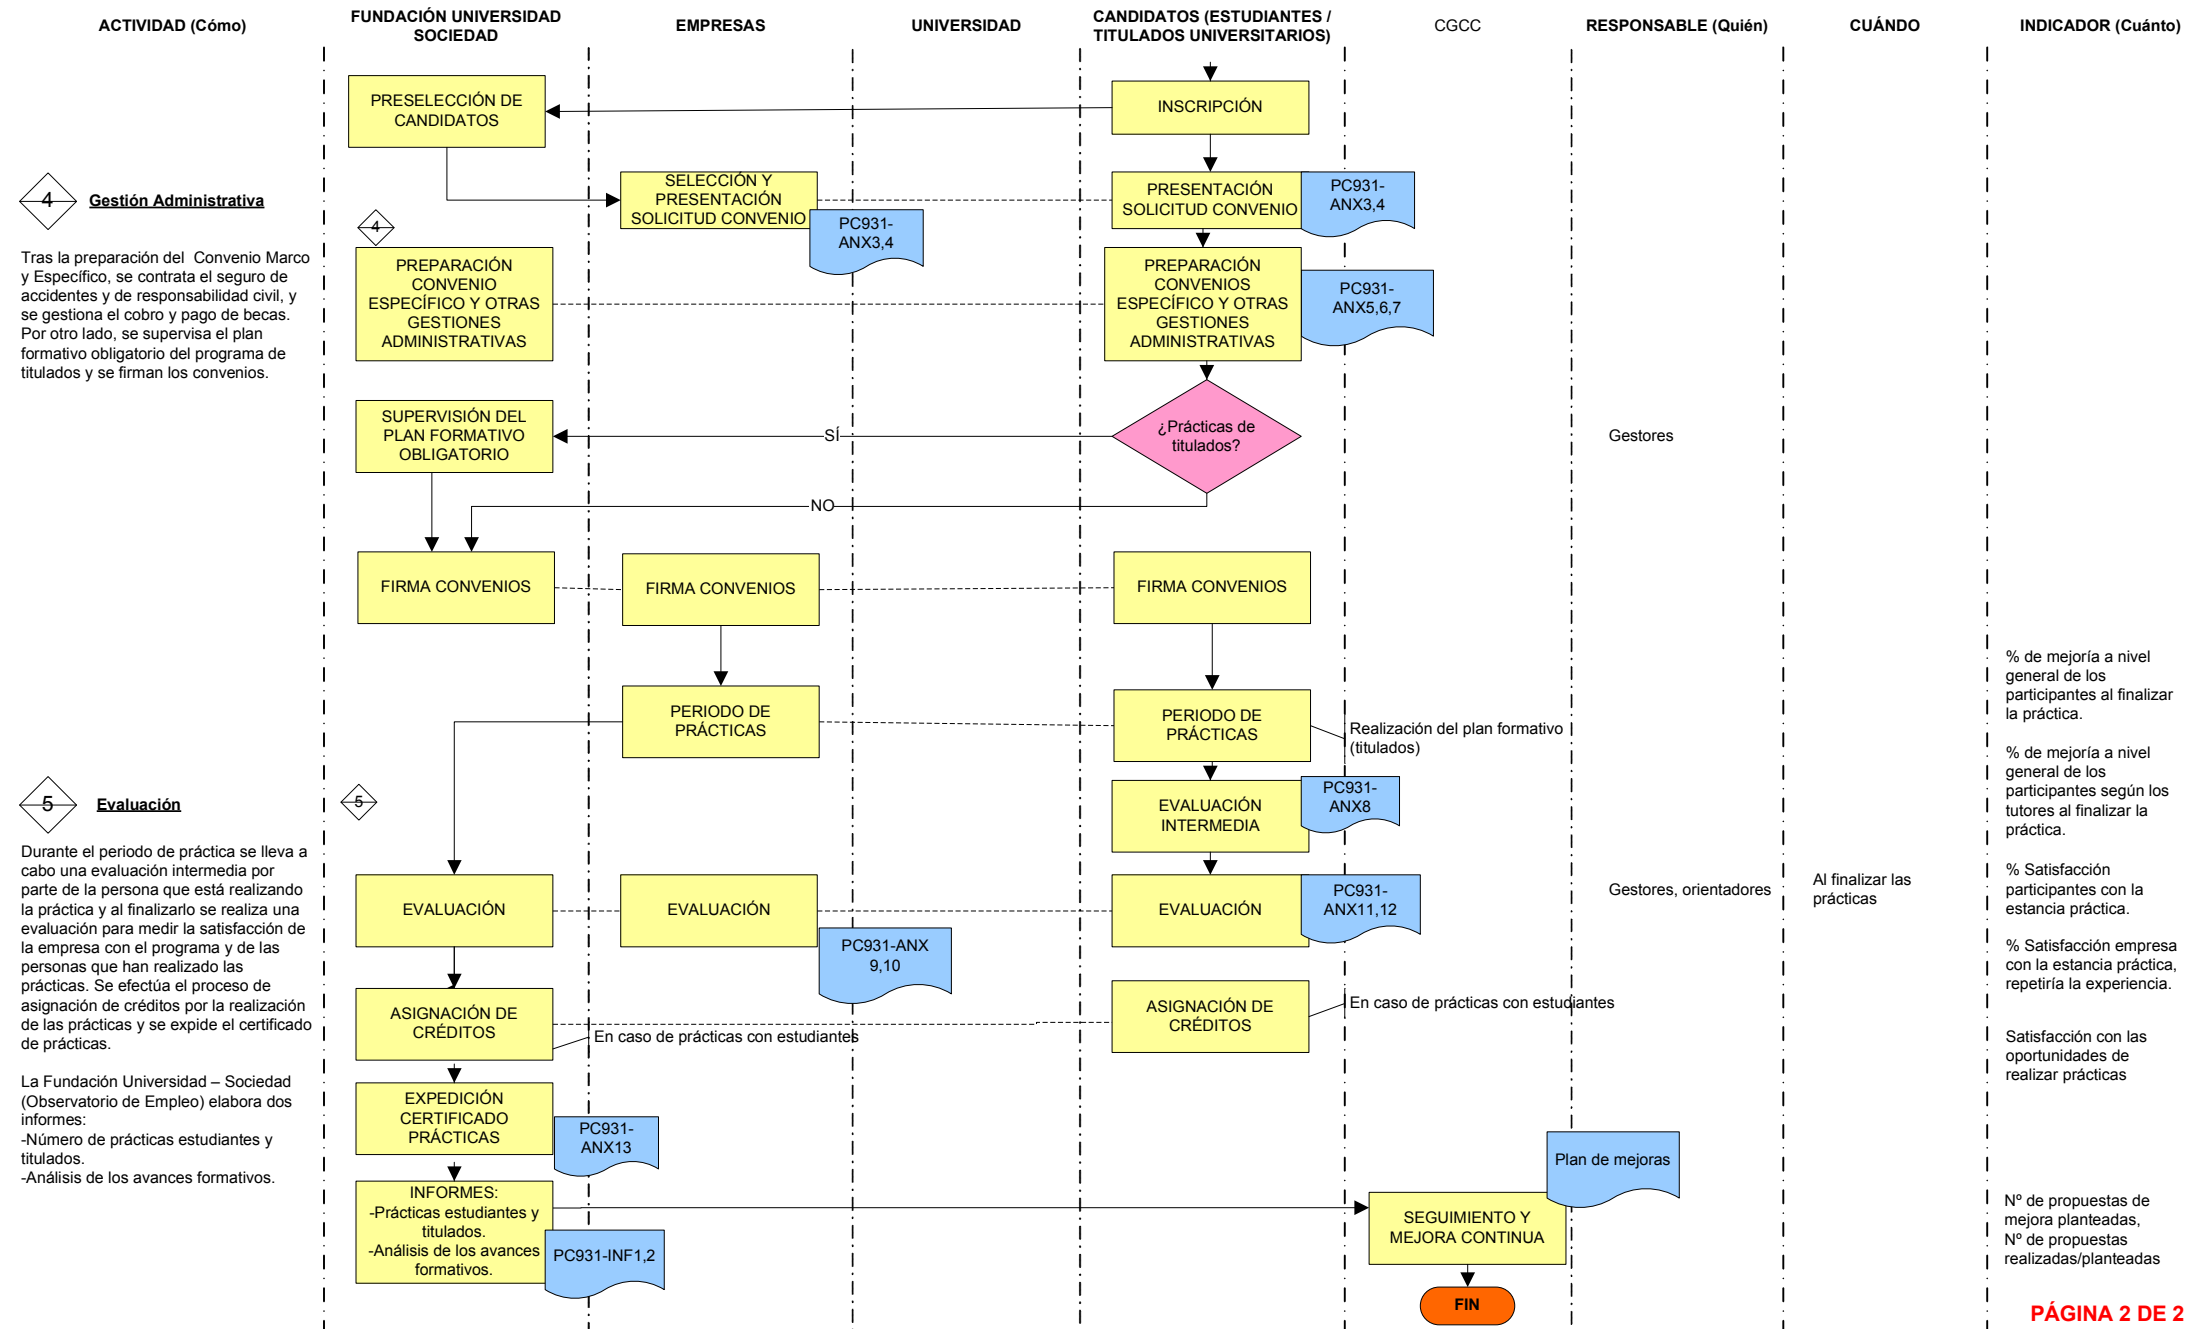 ACTIVIDAD (Cómo)
FUNDACIÓN UNIVERSIDAD
SOCIEDAD
EMPRESAS
UNIVERSIDAD
CANDIDATOS (ESTUDIANTES /
TITULADOS UNIVERSITARIOS)
CGCC
RESPONSABLE (Quién)
CUÁNDO
INDICADOR (Cuánto)
PRESELECCIÓN DE
CANDIDATOS
INSCRIPCIÓN
4
Gestión Administrativa
Tras la preparación del Convenio Marco
y Específico, se contrata el seguro de
accidentes y de responsabilidad civil, y
se gestiona el cobro y pago de becas.
Por otro lado, se supervisa el plan
formativo obligatorio del programa de
titulados y se firman los convenios.
SELECCIÓN Y
PRESENTACIÓN
SOLICITUD CONVENIO
PC931-
ANX3,4
PRESENTACIÓN
SOLICITUD CONVENIO
PC931-
ANX3,4
4
PREPARACIÓN
CONVENIO
ESPECÍFICO Y OTRAS
GESTIONES
ADMINISTRATIVAS
PREPARACIÓN
CONVENIOS
ESPECÍFICO Y OTRAS
GESTIONES
ADMINISTRATIVAS
PC931-
ANX5,6,7
SUPERVISIÓN DEL
PLAN FORMATIVO
OBLIGATORIO
SÍ
¿Prácticas de
titulados?
Gestores
NO
FIRMA CONVENIOS
FIRMA CONVENIOS
FIRMA CONVENIOS
PERIODO DE
PRÁCTICAS
PERIODO DE
PRÁCTICAS
Realización del plan formativo
(titulados)
% de mejoría a nivel
general de los
participantes al finalizar
la práctica.
% de mejoría a nivel
general de los
participantes según los
tutores al finalizar la
práctica.
5
Evaluación
Durante el periodo de práctica se lleva a
cabo una evaluación intermedia por
parte de la persona que está realizando
la práctica y al finalizarlo se realiza una
evaluación para medir la satisfacción de
la empresa con el programa y de las
personas que han realizado las
prácticas. Se efectúa el proceso de
asignación de créditos por la realización
de las prácticas y se expide el certificado
de prácticas.
La Fundación Universidad – Sociedad
(Observatorio de Empleo) elabora dos
informes:
-Número de prácticas estudiantes y
titulados.
-Análisis de los avances formativos.
5
EVALUACIÓN
INTERMEDIA
PC931-
ANX8
EVALUACIÓN
EVALUACIÓN
PC931-ANX
9,10
EVALUACIÓN
PC931-
ANX11,12
Gestores, orientadores
Al finalizar las
prácticas
% Satisfacción
participantes con la
estancia práctica.
% Satisfacción empresa
con la estancia práctica,
repetiría la experiencia.
Satisfacción con las
oportunidades de
realizar prácticas
ASIGNACIÓN DE
CRÉDITOS
En caso de prácticas con estudiantes
ASIGNACIÓN DE
CRÉDITOS
En caso de prácticas con estudiantes
EXPEDICIÓN
CERTIFICADO
PRÁCTICAS
PC931-
ANX13
INFORMES:
-Prácticas estudiantes y
titulados.
-Análisis de los avances
formativos.
PC931-INF1,2
Plan de mejoras
SEGUIMIENTO Y
MEJORA CONTINUA
Nº de propuestas de
mejora planteadas,
Nº de propuestas
realizadas/planteadas
FIN
PÁGINA 2 DE 2